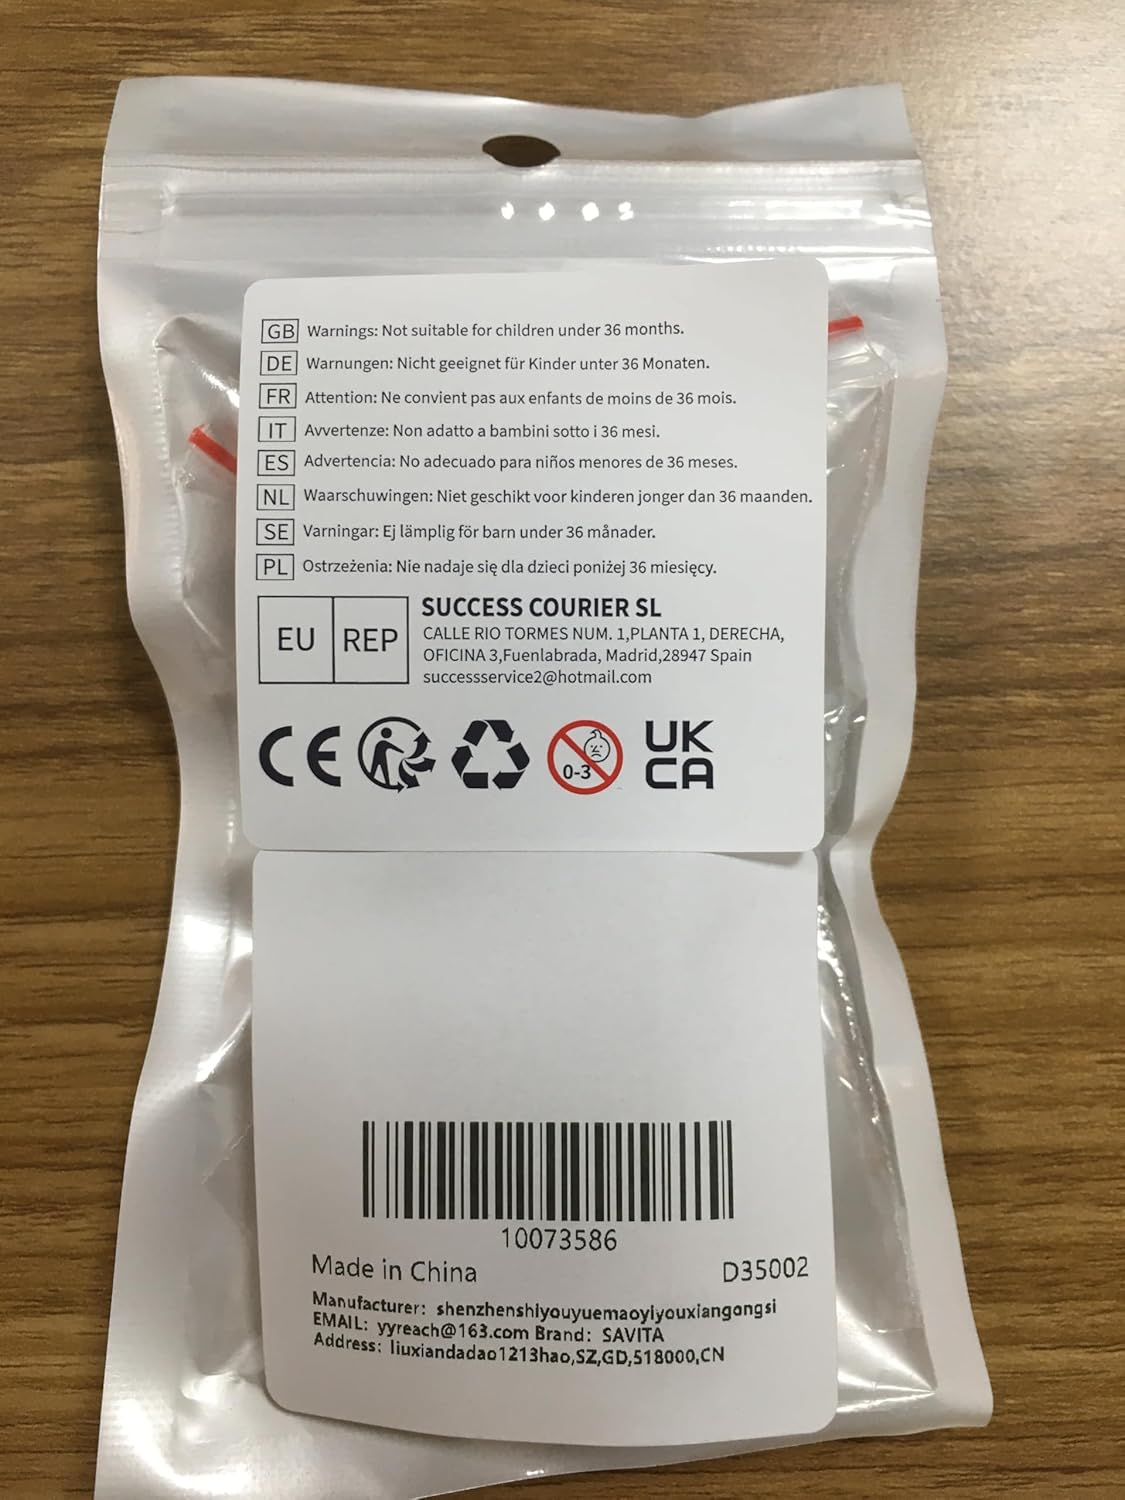 GB Warnings: Not suitable for children under 36 months.
DE Warnungen: Nicht geeignet für Kinder unter 36 Monaten.
FR Attention: Ne convient pas aux enfants de moins de 36 mois.
IT Avvertenze: Non adatto a bambini sotto i 36 mesi.
ES Advertencia: No adecuado para niños menores de 36 meses.
NL Waarschuwingen: Niet geschikt voor kinderen jonger dan 36 maanden.
SE Varningar: Ej lämplig för barn under 36 månader.
PL Ostrzeżenia: Nie nadaje się dla dzieci poniżej 36 miesięcy.
EU REP
SUCCESS COURIER SL
CALLE RIO TORMES NUM. 1,PLANTA 1, DERECHA,
OFICINA 3,Fuenlabrada, Madrid,28947 Spain
successservice2@hotmail.com
CE 0-3 UK
CA
10073586
Made in China D35002
Manufacturer: shenzhenshiyouyuemaoyiyouxiangongsi
EMAIL: yyreach@163.com Brand: SAVITA
Address: liuxiandadao1213hao,SZ,GD,518000,CN